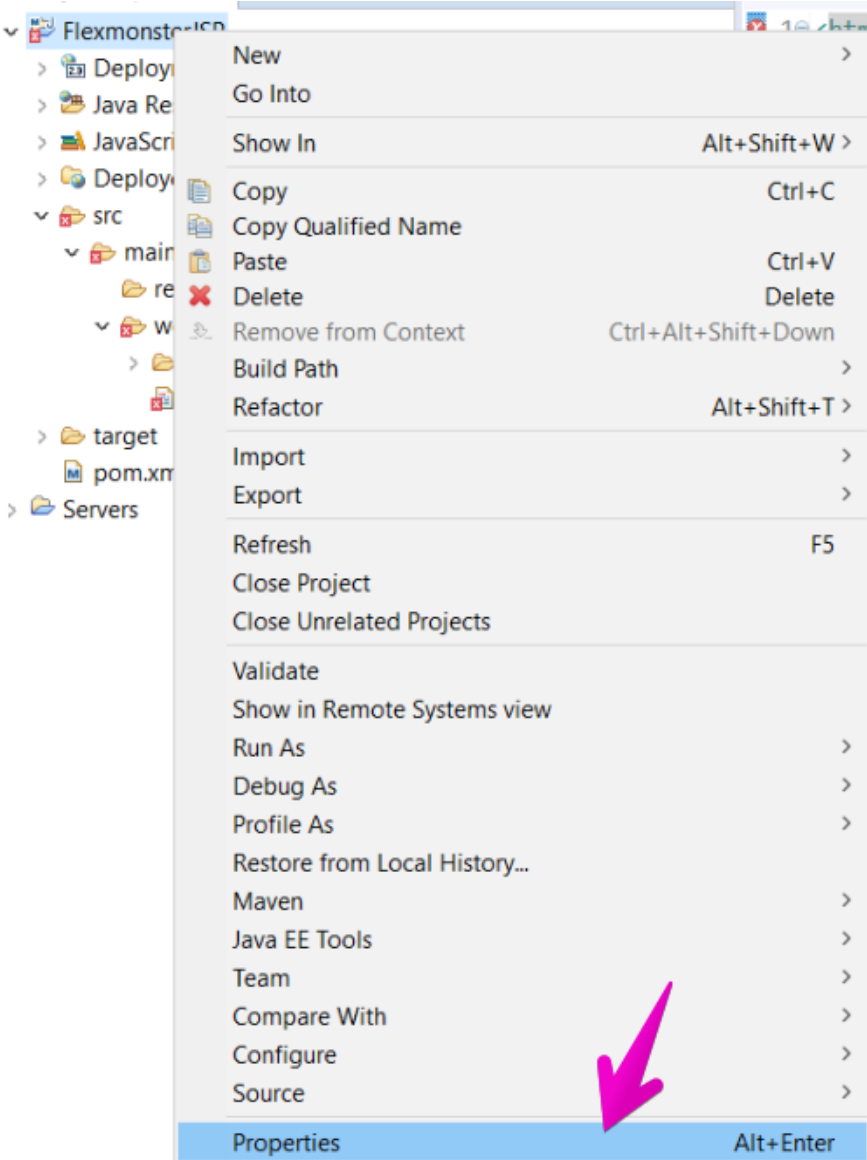 FlexmonsterJSP
1
New
Deploy
Go Into
Java Re
JavaScri
Show In Alt+Shift+W
Deploy
Copy Ctrl+C
src
Copy Qualified Name
main
Paste Ctrl+V
re
Delete Delete
w
Remove from Context Ctrl+Alt+Shift+Down
Build Path
Refactor Alt+Shift+T
target
Import
pom.xm
Export
Servers
Refresh F5
Close Project
Close Unrelated Projects
Validate
Show in Remote Systems view
Run As
Debug As
Profile As
Restore from Local History...
Maven
Java EE Tools
Team
Compare With
Configure
Source
Properties Alt+Enter